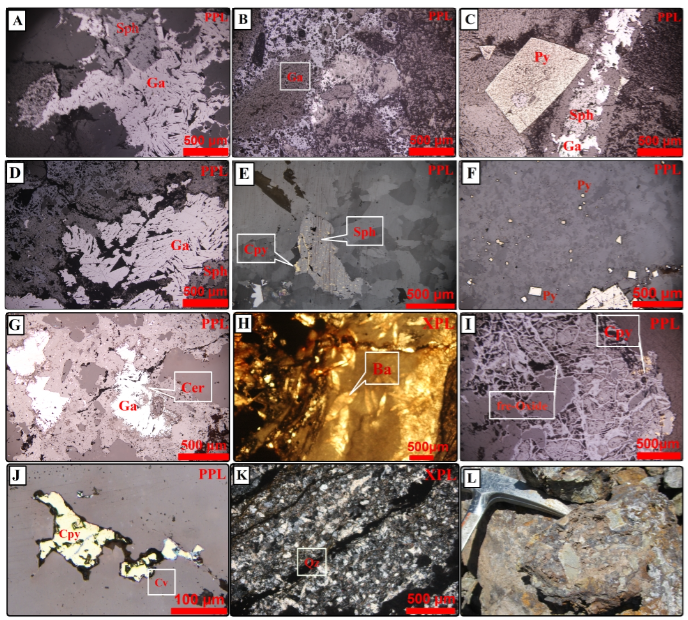 A
PPL
Sph
Ga
500 µm
B
PPL
Ga
500 µm
C
PPL
Py
Sph
Ga
500 µm
D
PPL
Ga
Sph
500 µm
E
PPL
Sph
Cpy
500 µm
F
PPL
Py
Py
500 µm
G
PPL
Cer
Ga
500 µm
H
XPL
Ba
500µm
I
PPL
Cpy
500µm
J
PPL
Cpy
Cv
100 µm
K
XPL
Qz
500 µm
L